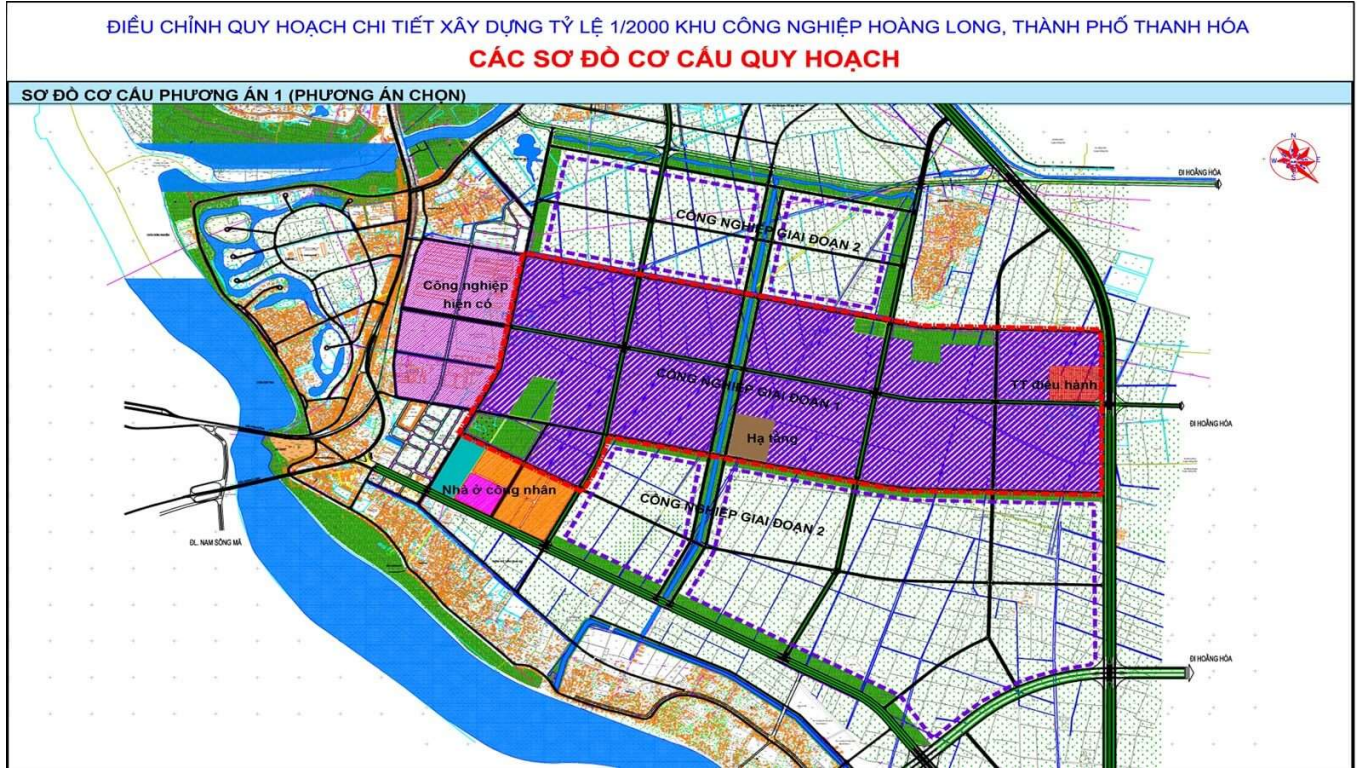 ĐIỀU CHỈNH QUY HOẠCH CHI TIẾT XÂY DỰNG TỶ LỆ 1/2000 KHU CÔNG NGHIỆP HOÀNG LONG, THÀNH PHỐ THANH HÓA
CÁC SƠ ĐỒ CƠ CẤU QUY HOẠCH
SƠ ĐỒ CƠ CẤU PHƯƠNG ÁN 1 (PHƯƠNG ÁN CHỌN)
N
W
E
S
ĐI HOẰNG HÓA
CÔNG NGHIỆP GIAI ĐOẠN 2
Công nghiệp
hiện có
CÔNG NGHIỆP GIAI ĐOẠN 1
TT điều hành
ĐI HOẰNG HÓA
Hạ tầng
Nhà ở công nhân
CÔNG NGHIỆP GIAI ĐOẠN 2
ĐL. NAM SÔNG MÃ
ĐI HOẰNG HÓA